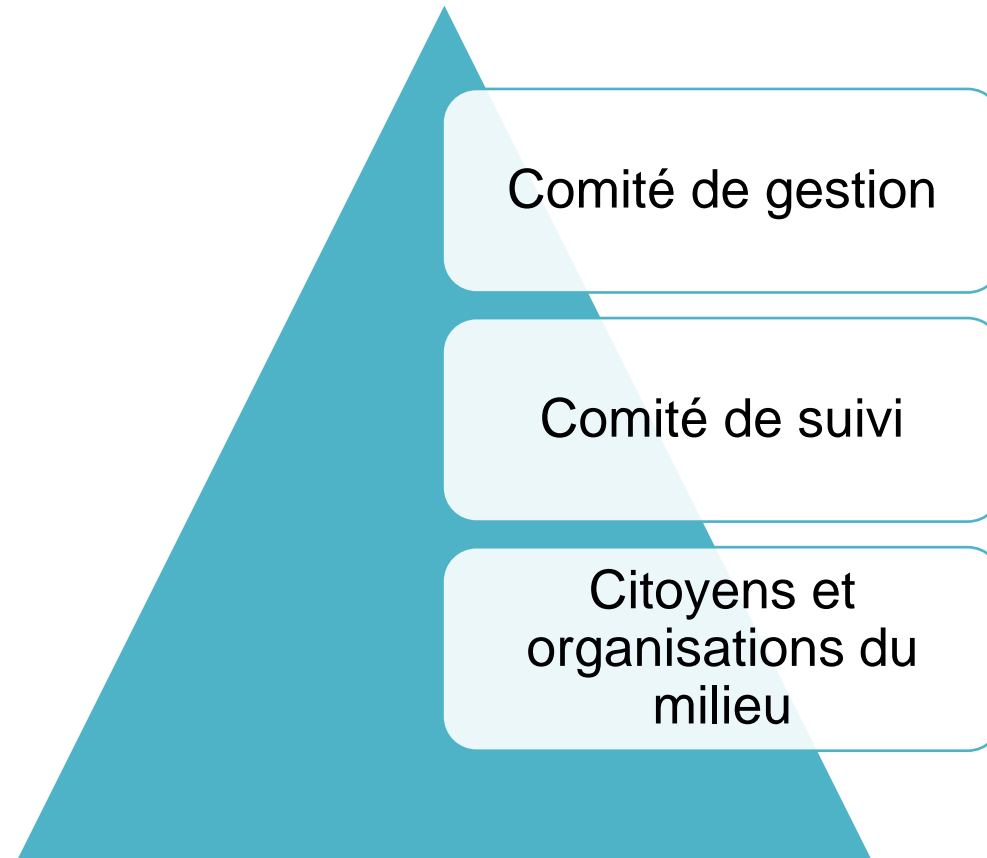 Comité de gestion
Comité de suivi
Citoyens et
organisations du
milieu